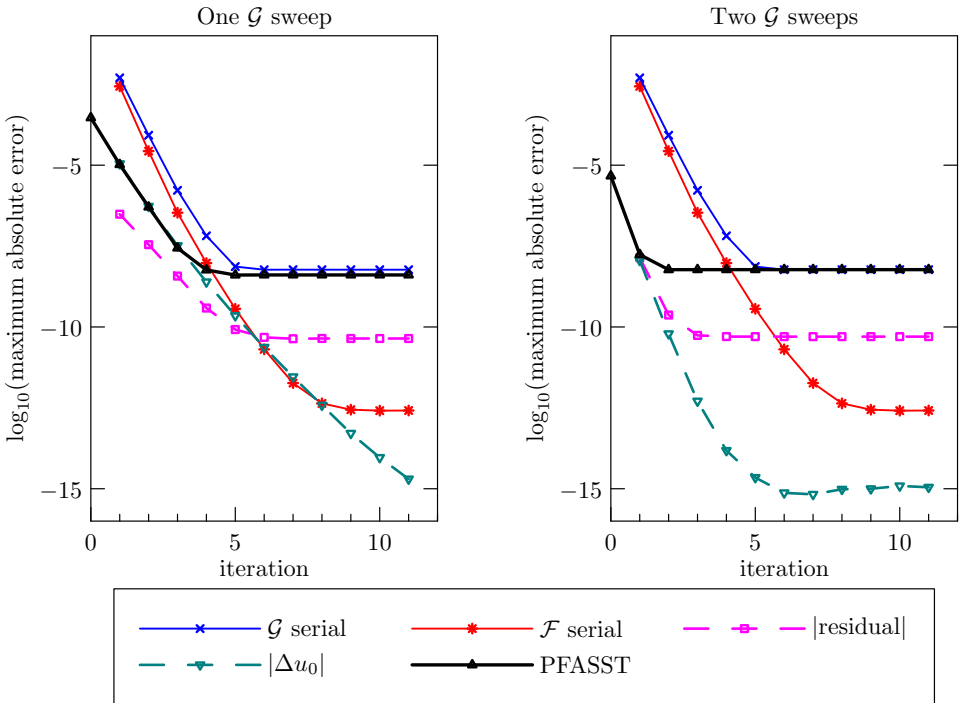 One 𝒢 sweep
log₁₀(maximum absolute error)
−5
−10
−15
0
5
10
iteration
Two 𝒢 sweeps
log₁₀(maximum absolute error)
−5
−10
−15
0
5
10
iteration
𝒢 serial
ℱ serial
|residual|
|Δu₀|
PFASST